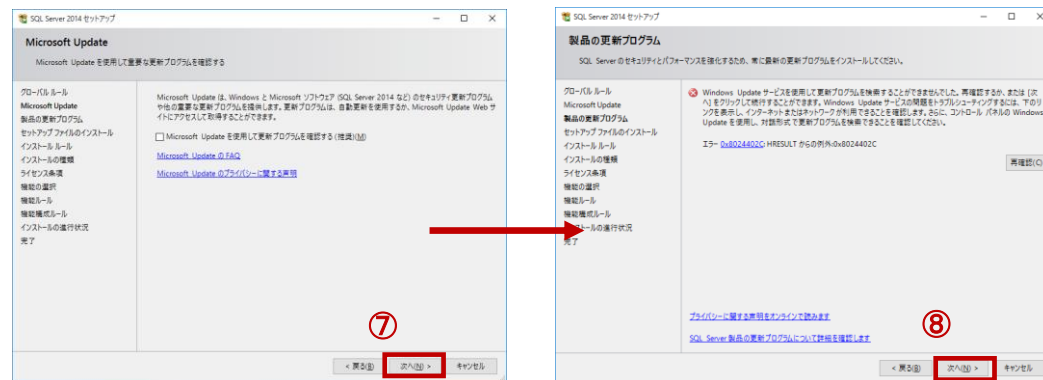 SQL Server 2014 セットアップ
Microsoft Update
Microsoft Update を使用して重要な更新プログラムを確認する
グローバル ルール
Microsoft Update
製品の更新プログラム
セットアップ ファイルのインストール
インストール ルール
インストールの種類
ライセンス条項
機能の選択
機能ルール
機能構成ルール
インストールの進行状況
完了
Microsoft Update は、Windows と Microsoft ソフトウェア (SQL Server 2014 など) のセキュリティ更新プログラム
や他の重要な更新プログラムを提供します。更新プログラムは、自動更新を使用するか、Microsoft Update Web サ
イトにアクセスして取得することができます。
Microsoft Update を使用して更新プログラムを確認する (推奨)(M)
Microsoft Update の FAQ
Microsoft Update のプライバシーに関する声明
⑦
< 戻る(B)
次へ(N) >
キャンセル
SQL Server 2014 セットアップ
製品の更新プログラム
SQL Server のセキュリティとパフォーマンスを強化するため、常に最新の更新プログラムをインストールしてください。
グローバル ルール
Microsoft Update
製品の更新プログラム
セットアップ ファイルのインストール
インストール ルール
インストールの種類
ライセンス条項
機能の選択
機能ルール
機能構成ルール
ストールの進行状況
完了
Windows Update サービスを使用して更新プログラムを検索することができませんでした。再確認するか、または [次
へ] をクリックして続行することができます。Windows Update サービスの問題をトラブルシューティングするには、下のリ
ンクを表示し、インターネットまたはネットワークが利用できることを確認します。さらに、コントロール パネルの Windows
Update を使用し、対話形式で更新プログラムを検索できることを確認してください。
エラー 0x8024402C: HRESULT からの例外:0x8024402C
再確認(C)
プライバシーに関する声明をオンラインで読みます
SQL Server 製品の更新プログラムについて詳細を確認します
⑧
< 戻る(B)
次へ(N) >
キャンセル